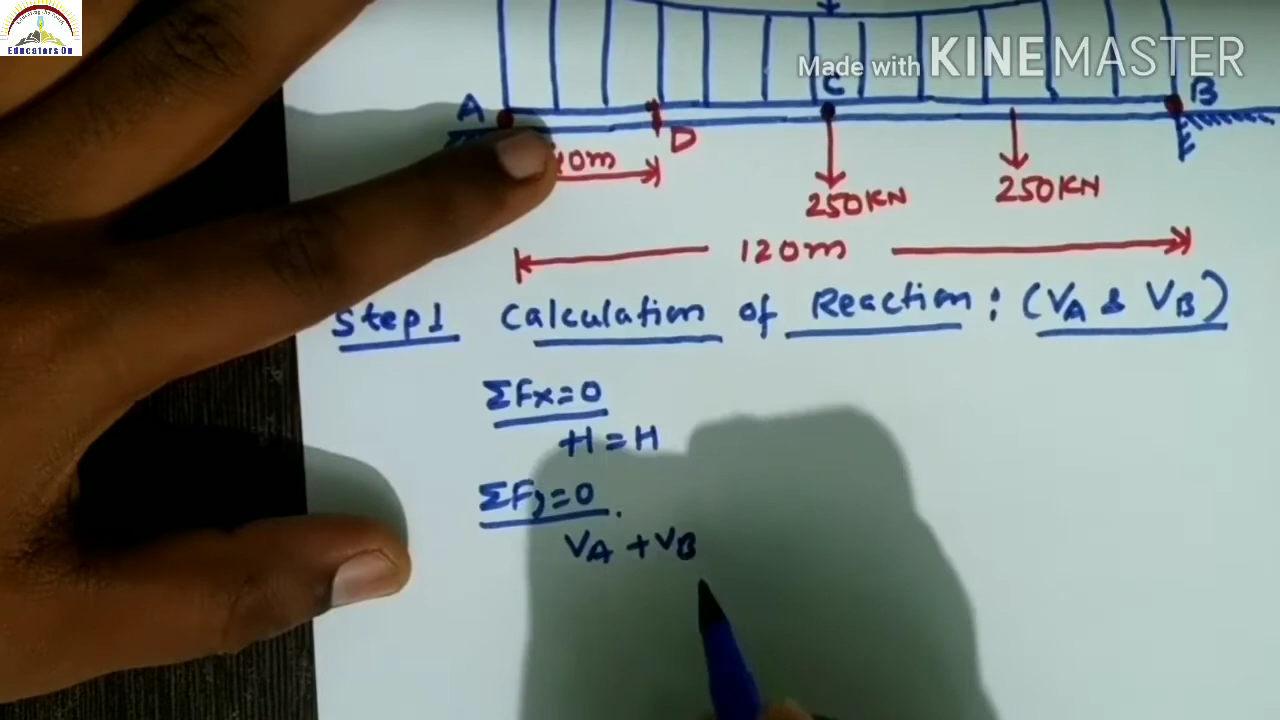 Educators On
Made with KINEMASTER
A
C
B
D
10m
250KN
250KN
120m
Step1 Calculation of Reaction: (VA & VB)
ΣFx=0
+H=H
ΣFy=0.
VA +VB